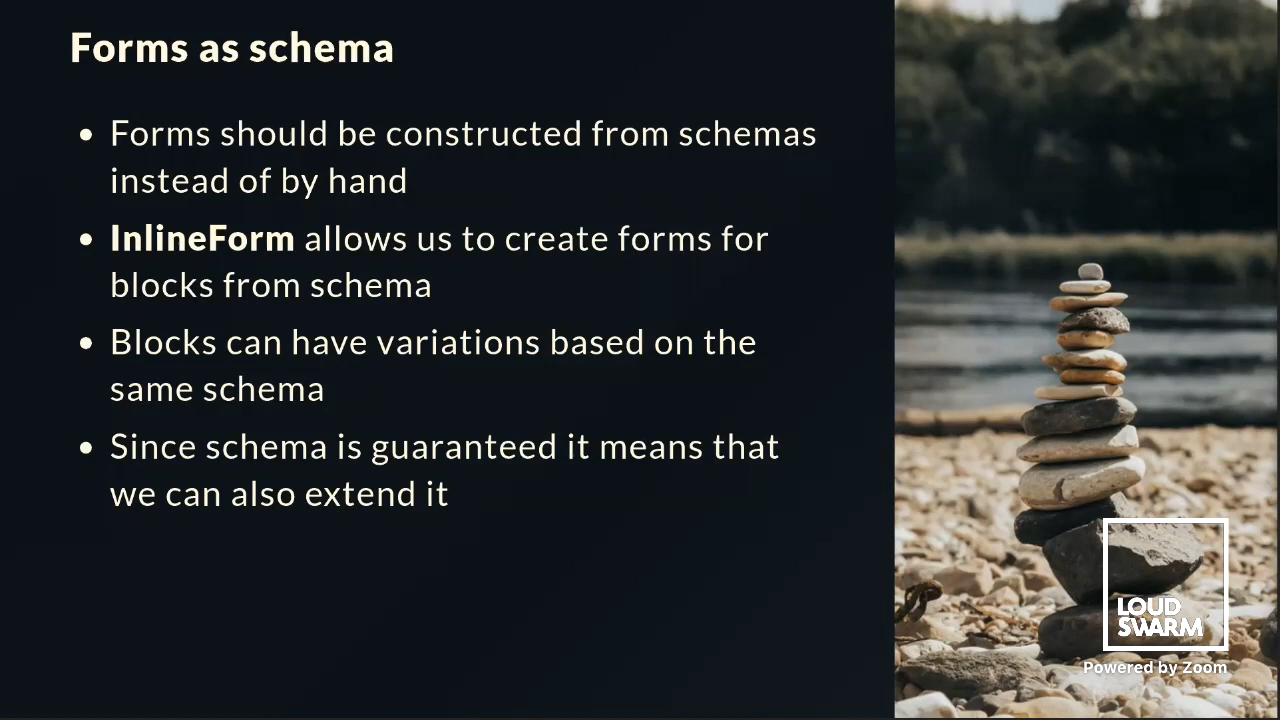 Forms as schema
• Forms should be constructed from schemas
instead of by hand
• InlineForm allows us to create forms for
blocks from schema
• Blocks can have variations based on the
same schema
• Since schema is guaranteed it means that
we can also extend it
LOUD
SWARM
Powered by Zoom